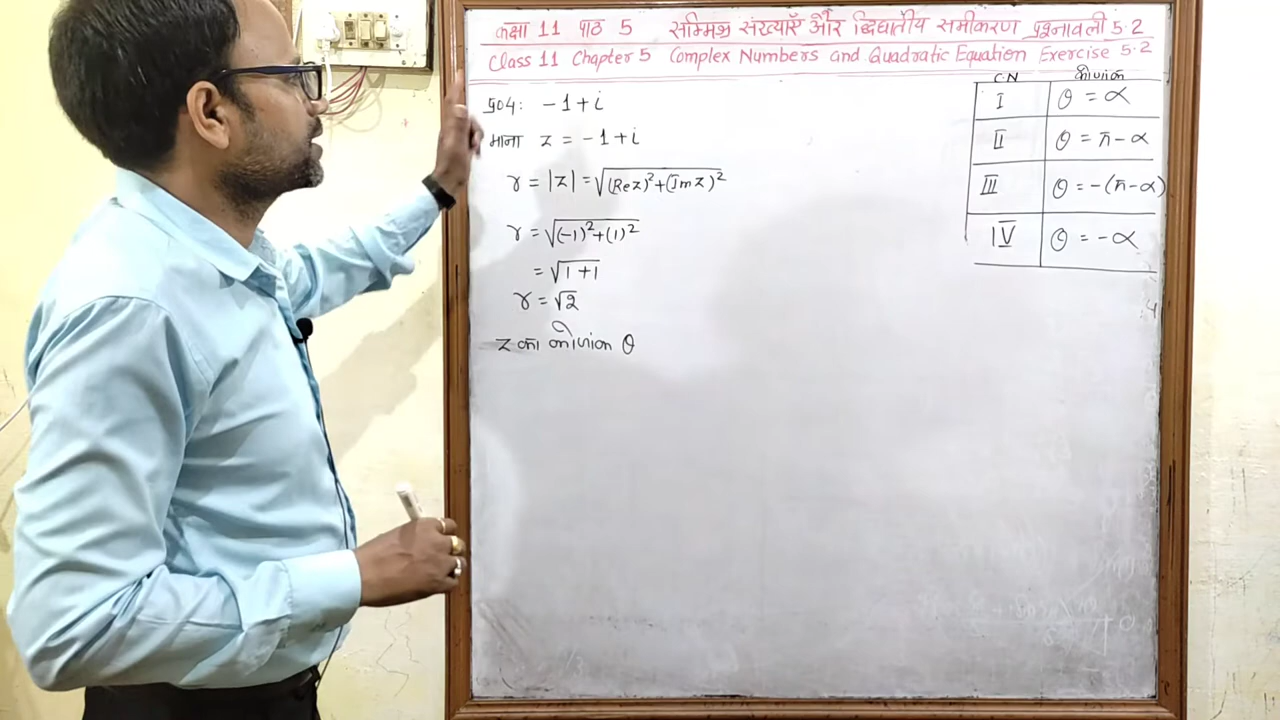 कक्षा 11 पाठ 5 सम्मिश्र संख्याएँ और द्विघातीय समीकरण प्रश्नावली 5.2
Class 11 Chapter 5 Complex Numbers and Quadratic Equation Exercise 5.2
प्र04: -1+i
माना z = -1+i
r = |z| = √((Re z)²+(Im z)²)
r = √((-1)²+(1)²)
= √(1+1)
r = √2
z का कोणांक θ
C.N कोणांक
I θ = α
II θ = π-α
III θ = -(π-α)
IV θ = -α